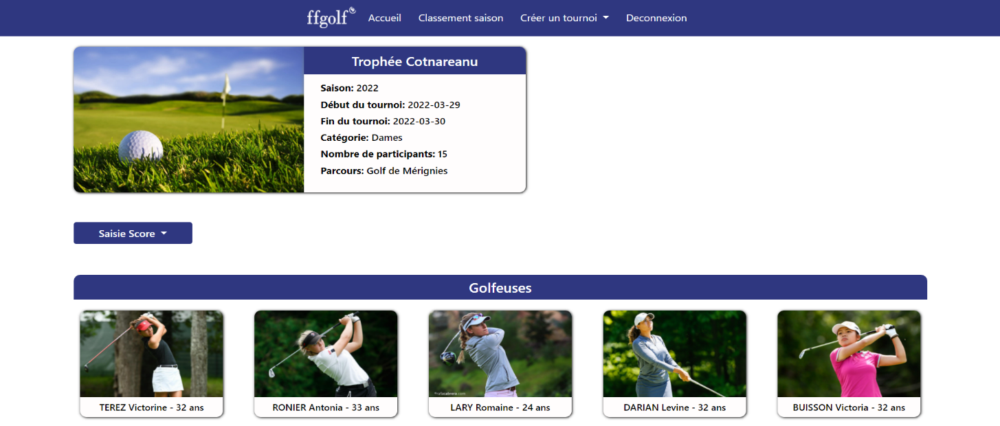 ffgolf Accueil Classement saison Créer un tournoi Deconnexion
Trophée Cotnareanu
Saison: 2022
Début du tournoi: 2022-03-29
Fin du tournoi: 2022-03-30
Catégorie: Dames
Nombre de participants: 15
Parcours: Golf de Mérignies
Saisie Score
Golfeuses
©rafacabrera.com
TEREZ Victorine - 32 ans
RONIER Antonia - 33 ans
LARY Romaine - 24 ans
DARIAN Levine - 32 ans
BUISSON Victoria - 32 ans